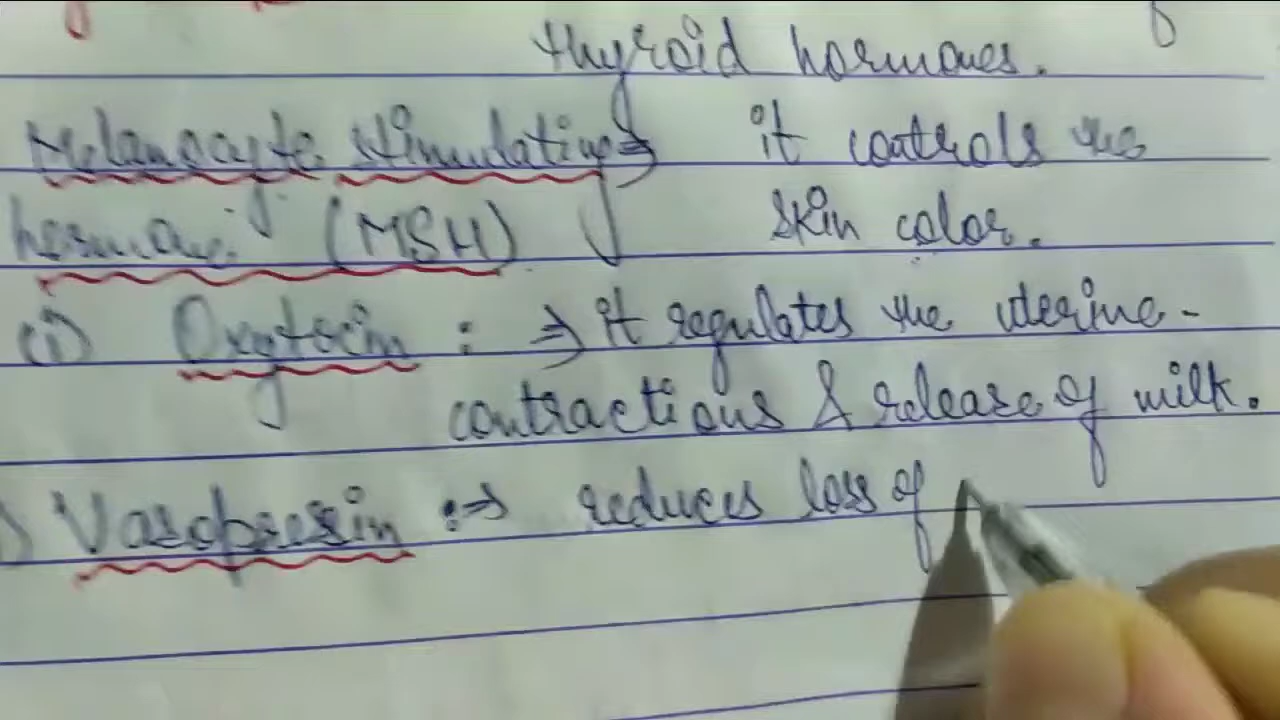 thyroid hormones.
Melanocyte stimulating ⇒ it controls the
hormone (MSH) skin color.
(i) Oxytocin : ⇒ it regulates the uterine -
contractions & release of milk.
) Vasopressin :⇒ reduces loss of